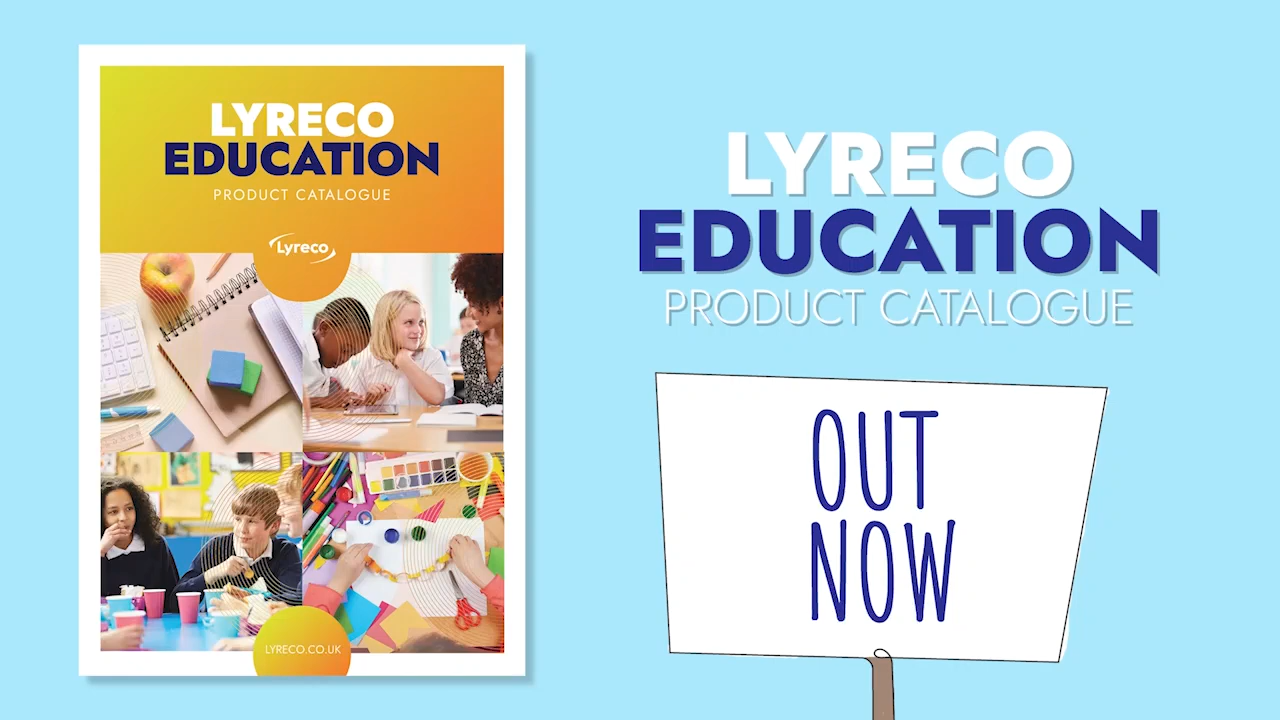 LYRECO
EDUCATION
PRODUCT CATALOGUE
Lyreco
LYRECO.CO.UK
LYRECO
EDUCATION
PRODUCT CATALOGUE
OUT
NOW